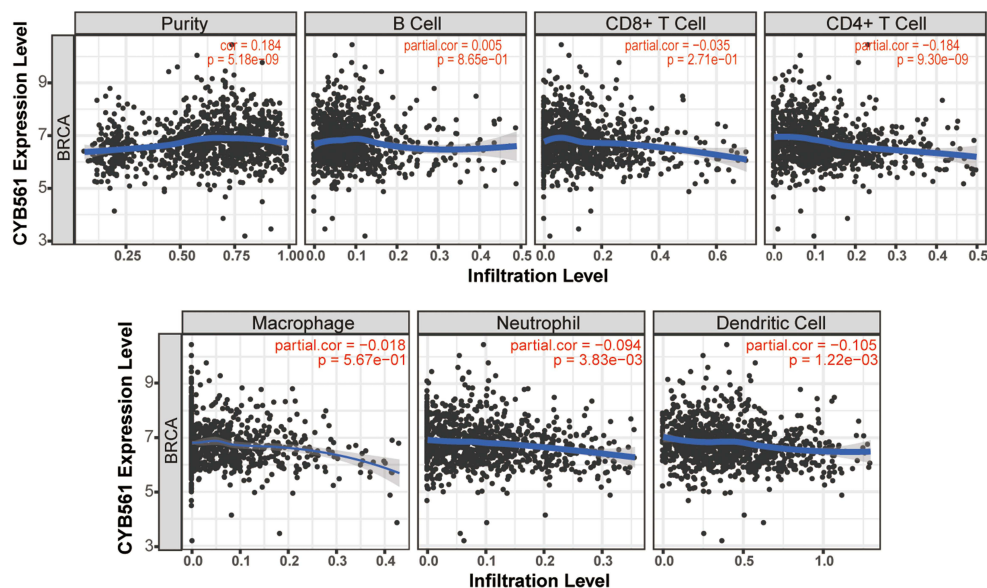 Purity
B Cell
CD8+ T Cell
CD4+ T Cell
cor = 0.184
p = 5.18e−09
partial.cor = 0.005
p = 8.65e−01
partial.cor = −0.035
p = 2.71e−01
partial.cor = −0.184
p = 9.30e−09
CYB561 Expression Level
BRCA
9
7
5
3
0.25 0.50 0.75 1.00
0.0 0.1 0.2 0.3 0.4 0.5
0.0 0.2 0.4 0.6
0.0 0.1 0.2 0.3 0.4 0.5
Infiltration Level
Macrophage
Neutrophil
Dendritic Cell
partial.cor = −0.018
p = 5.67e−01
partial.cor = −0.094
p = 3.83e−03
partial.cor = −0.105
p = 1.22e−03
CYB561 Expression Level
BRCA
9
7
5
3
0.0 0.1 0.2 0.3 0.4
0.0 0.1 0.2 0.3
0.0 0.5 1.0
Infiltration Level